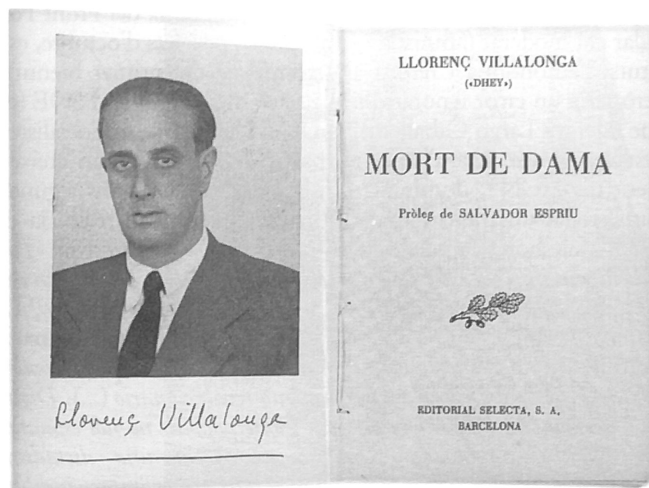 Llorenç Villalonga
LLORENÇ VILLALONGA
(«DHEY»)
MORT DE DAMA
Pròleg de SALVADOR ESPRIU
EDITORIAL SELECTA, S. A.
BARCELONA